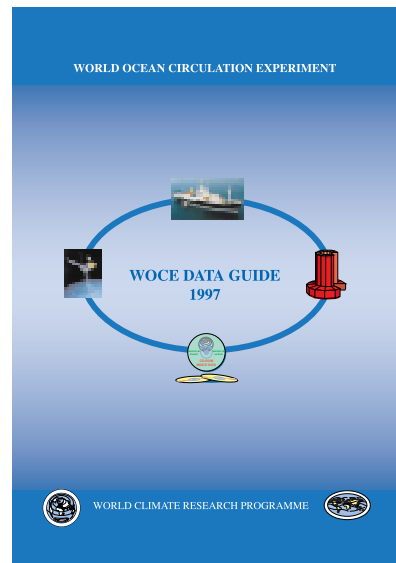 WORLD OCEAN CIRCULATION EXPERIMENT
WOCE DATA GUIDE
1997
WORLD CLIMATE RESEARCH PROGRAMME